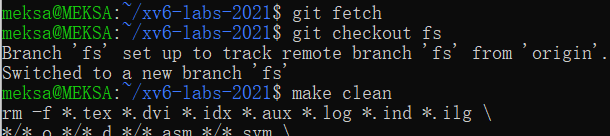 meksa@MEKSA:~/xv6-labs-2021$ git fetch
meksa@MEKSA:~/xv6-labs-2021$ git checkout fs
Branch 'fs' set up to track remote branch 'fs' from 'origin'.
Switched to a new branch 'fs'
meksa@MEKSA:~/xv6-labs-2021$ make clean
rm -f *.tex *.dvi *.idx *.aux *.log *.ind *.ilg \
*/*.o */*.d */*.asm */*.sym \